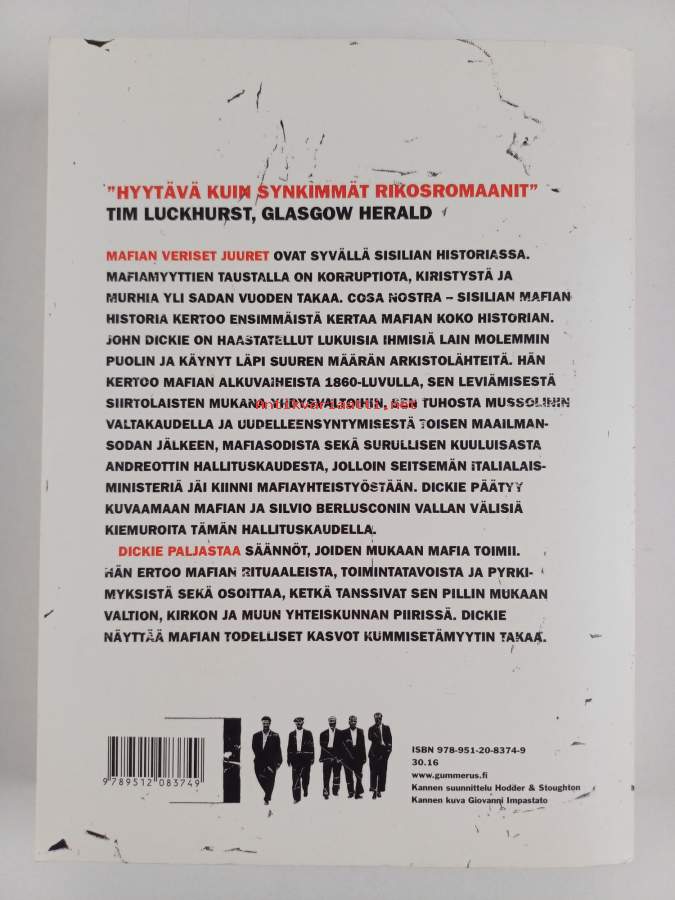 "HYYTÄVÄ KUIN SYNKIMMÄT RIKOSROMAANIT"
TIM LUCKHURST, GLASGOW HERALD
MAFIAN VERISET JUURET OVAT SYVÄLLÄ SISILIAN HISTORIASSA.
MAFIAMYYTTIEN TAUSTALLA ON KORRUPTIOTA, KIRISTYSTÄ JA
MURHIA YLI SADAN VUODEN TAKAA. COSA NOSTRA – SISILIAN MAFIAN
HISTORIA KERTOO ENSIMMÄISTÄ KERTAA MAFIAN KOKO HISTORIAN.
JOHN DICKIE ON HAASTATELLUT LUKUISIA IHMISIÄ LAIN MOLEMMIN
PUOLIN JA KÄYNYT LÄPI SUUREN MÄÄRÄN ARKISTOLÄHTEITÄ. HÄN
KERTOO MAFIAN ALKUVAIHEISTA 1860-LUVULLA, SEN LEVIÄMISESTÄ
SIIRTOLAISTEN MUKANA YHDYSVALTOIHIN, SEN TUHOSTA MUSSOLININ
antikvariaatti.net
VALTAKAUDELLA JA UUDELLEENSYNTYMISESTÄ TOISEN MAAILMAN-
SODAN JÄLKEEN, MAFIASODISTA SEKÄ SURULLISEN KUULUISASTA
ANDREOTTIN HALLITUSKAUDESTA, JOLLOIN SEITSEMÄN ITALIALAIS-
MINISTERIÄ JÄI KIINNI MAFIAYHTEISTYÖSTÄÄN. DICKIE PÄÄTYY
KUVAAMAAN MAFIAN JA SILVIO BERLUSCONIN VALLAN VÄLISIÄ
KIEMUROITA TÄMÄN HALLITUSKAUDELLA.
DICKIE PALJASTAA SÄÄNNÖT, JOIDEN MUKAAN MAFIA TOIMII.
HÄN ERTOO MAFIAN RITUAALEISTA, TOIMINTATAVOISTA JA PYRKI-
MYKSISTÄ SEKÄ OSOITTAA, KETKÄ TANSSIVAT SEN PILLIN MUKAAN
VALTION, KIRKON JA MUUN YHTEISKUNNAN PIIRISSÄ. DICKIE
NÄYTTÄÄ MAFIAN TODELLISET KASVOT KUMMISETÄMYYTIN TAKAA.
9 789512 083749
ISBN 978-951-20-8374-9
30.16
www.gummerus.fi
Kannen suunnittelu Hodder & Stoughton
Kannen kuva Giovanni Impastato